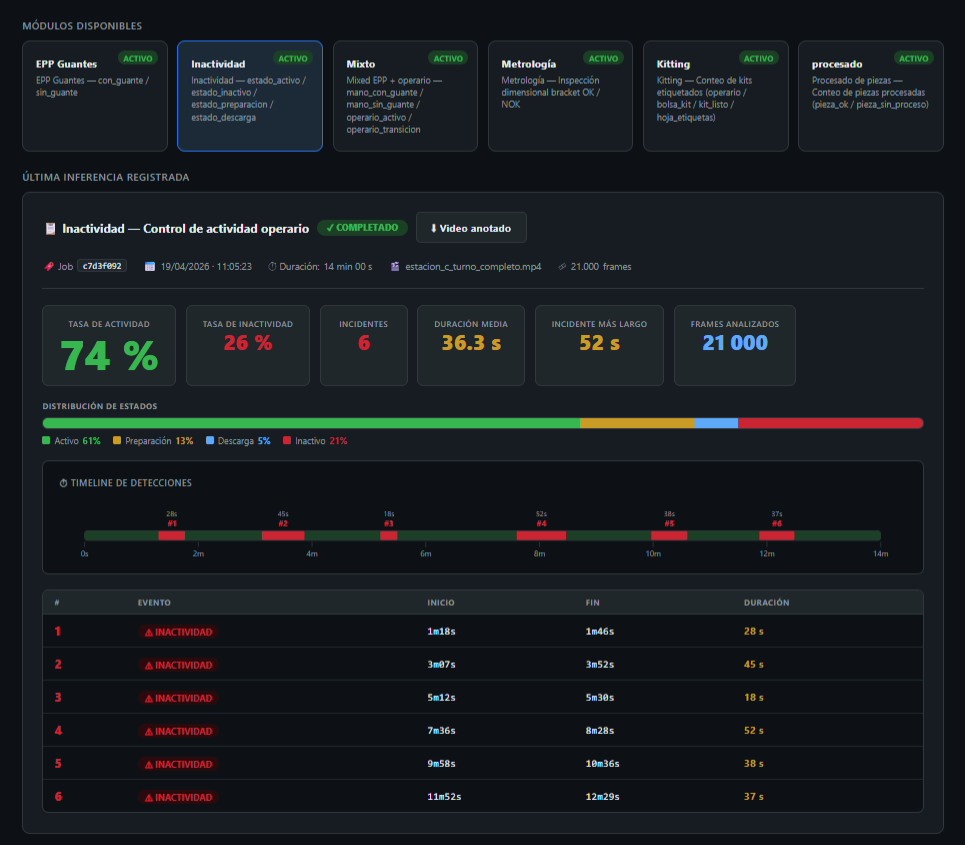 MÓDULOS DISPONIBLES
EPP Guantes ACTIVO
EPP Guantes — con_guante /
sin_guante
Inactividad ACTIVO
Inactividad — estado_activo /
estado_inactivo /
estado_preparacion /
estado_descarga
Mixto ACTIVO
Mixed EPP + operario —
mano_con_guante /
mano_sin_guante /
operario_activo /
operario_transicion
Metrología ACTIVO
Metrología — Inspección
dimensional bracket OK /
NOK
Kitting ACTIVO
Kitting — Conteo de kits
etiquetados (operario /
bolsa_kit / kit_listo /
hoja_etiquetas)
procesado ACTIVO
Procesado de piezas —
Conteo de piezas procesadas
(pieza_ok / pieza_sin_proceso)
ÚLTIMA INFERENCIA REGISTRADA
Inactividad — Control de actividad operario ✓ COMPLETADO ⬇ Video anotado
Job c7d3f092 19/04/2026 · 11:05:23 Duración: 14 min 00 s estacion_c_turno_completo.mp4 21.000 frames
TASA DE ACTIVIDAD
74 %
TASA DE INACTIVIDAD
26 %
INCIDENTES
6
DURACIÓN MEDIA
36.3 s
INCIDENTE MÁS LARGO
52 s
FRAMES ANALIZADOS
21 000
DISTRIBUCIÓN DE ESTADOS
Activo 61% Preparación 13% Descarga 5% Inactivo 21%
⏱ TIMELINE DE DETECCIONES
28s 45s 18s 52s 38s 37s
#1 #2 #3 #4 #5 #6
0s 2m 4m 6m 8m 10m 12m 14m
# EVENTO INICIO FIN DURACIÓN
1 ⚠ INACTIVIDAD 1m18s 1m46s 28 s
2 ⚠ INACTIVIDAD 3m07s 3m52s 45 s
3 ⚠ INACTIVIDAD 5m12s 5m30s 18 s
4 ⚠ INACTIVIDAD 7m36s 8m28s 52 s
5 ⚠ INACTIVIDAD 9m58s 10m36s 38 s
6 ⚠ INACTIVIDAD 11m52s 12m29s 37 s